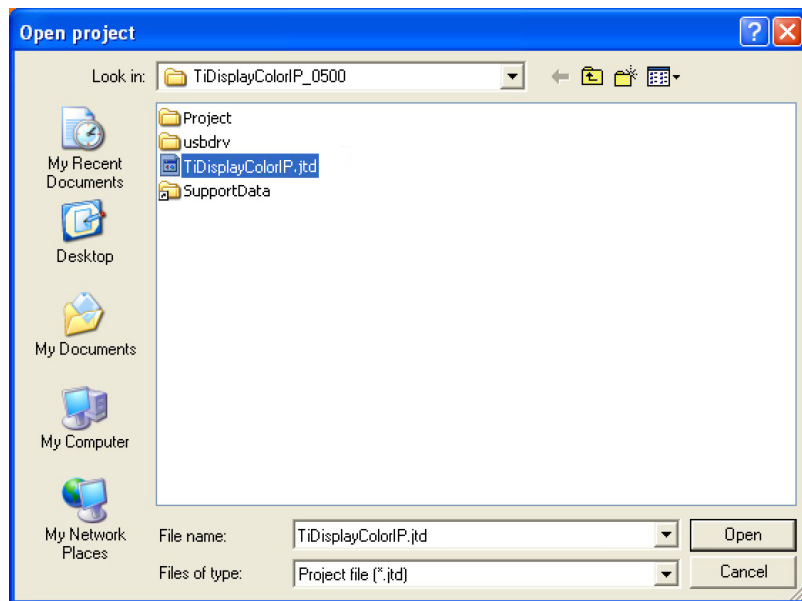 Open project
Look in:
TiDisplayColorIP_0500
My Recent
Documents
Desktop
My Documents
My Computer
My Network
Places
Project
usbdrv
TiDisplayColorIP.jtd
SupportData
File name:
TiDisplayColorIP.jtd
Open
Files of type:
Project file (*.jtd)
Cancel